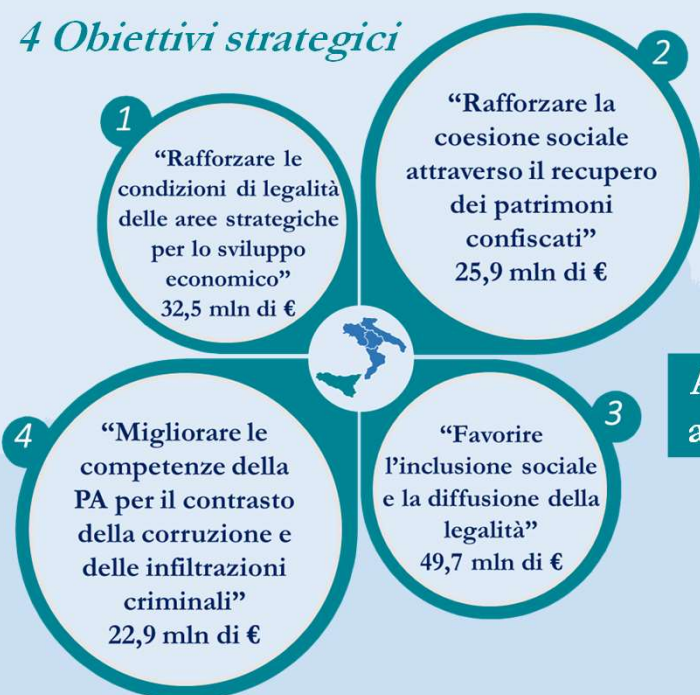 4 Obiettivi strategici
1
“Rafforzare le
condizioni di legalità
delle aree strategiche
per lo sviluppo
economico”
32,5 mln di €
2
“Rafforzare la
coesione sociale
attraverso il recupero
dei patrimoni
confiscati”
25,9 mln di €
3
“Favorire
l’inclusione sociale
e la diffusione della
legalità”
49,7 mln di €
4
“Migliorare le
competenze della
PA per il contrasto
della corruzione e
delle infiltrazioni
criminali”
22,9 mln di €